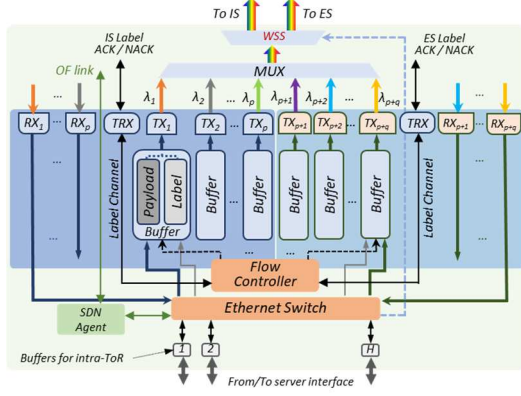 To IS
To ES
IS Label
ACK / NACK
WSS
ES Label
ACK / NACK
OF link
MUX
λ1
λ2
...
λp
λp+1
λp+2
...
λp+q
...
...
RX1
RXp
TRX
TX1
TX2
...
TXp
TXp+1
TXp+2
TXp+q
TRX
RXp+1
RXp+q
Label Channel
Payload
Label
Buffer
Buffer
...
Buffer
Buffer
Buffer
...
Buffer
Label Channel
...
...
Flow
Controller
SDN
Agent
Ethernet Switch
Buffers for intra-ToR
1
2
H
...
From/To server interface